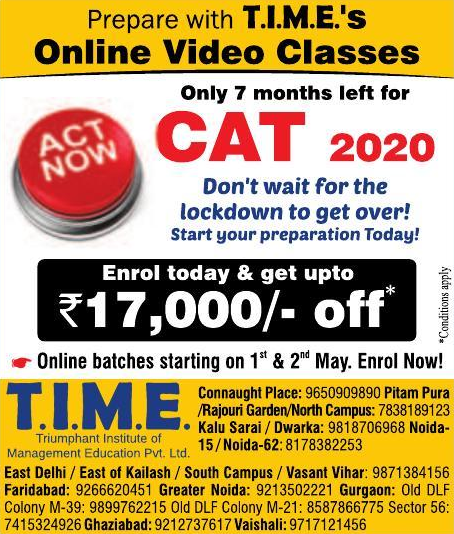 Prepare with T.I.M.E.'s
Online Video Classes
Only 7 months left for
ACT
NOW
CAT 2020
Don't wait for the
lockdown to get over!
Start your preparation Today!
Enrol today & get upto
₹17,000/- off*
*Conditions apply
Online batches starting on 1st & 2nd May. Enrol Now!
T.I.M.E.
Triumphant Institute of
Management Education Pvt. Ltd.
Connaught Place: 9650909890 Pitam Pura
/Rajouri Garden/North Campus: 7838189123
Kalu Sarai / Dwarka: 9818706968 Noida-
15 / Noida-62: 8178382253
East Delhi / East of Kailash / South Campus / Vasant Vihar: 9871384156
Faridabad: 9266620451 Greater Noida: 9213502221 Gurgaon: Old DLF
Colony M-39: 9899762215 Old DLF Colony M-21: 8587866775 Sector 56:
7415324926 Ghaziabad: 9212737617 Vaishali: 9717121456